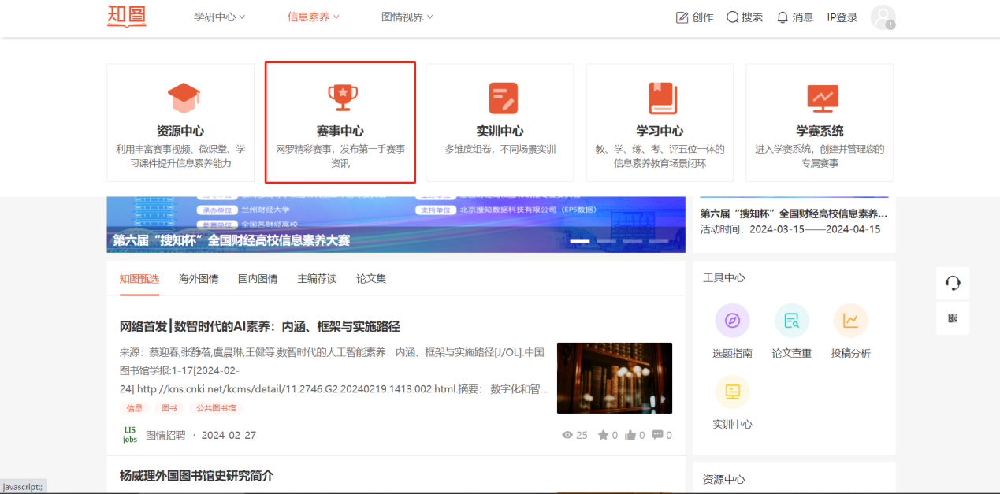 知图
学研中心
信息素养
图情视界
创作
搜索
消息
IP登录
资源中心
利用丰富赛事视频、微课堂、学
习课件提升信息素养能力
赛事中心
网罗精彩赛事，发布第一手赛事
资讯
实训中心
多维度组卷，不同场景实训
学习中心
教、学、练、考、评五位一体的
信息素养教育场景闭环
学赛系统
进入学赛系统，创建并管理您的
专属赛事
承办单位 兰州财经大学
支持单位 北京搜知数据科技有限公司（EPS数据）
参赛单位 全国各财经高校
第六届“搜知杯”全国财经高校信息素养大赛
第六届“搜知杯”全国财经高校信息素养...
活动时间：2024-03-15——2024-04-15
知图甄选
海外图情
国内图情
主编荐读
论文集
网络首发|数智时代的AI素养：内涵、框架与实施路径
来源：蔡迎春,张静蓓,虞晨琳,王健等.数智时代的人工智能素养：内涵、框架与实施路径[J/OL].中国
图书馆学报:1-17[2024-02-
24].http://kns.cnki.net/kcms/detail/11.2746.G2.20240219.1413.002.html.摘要： 数字化和智...
信息
图书
公共图书馆
LIS
jobs
图情招聘 · 2024-02-27
25
0
0
0
杨威理外国图书馆史研究简介
工具中心
选题指南
论文查重
投稿分析
实训中心
资源中心
javascript:;